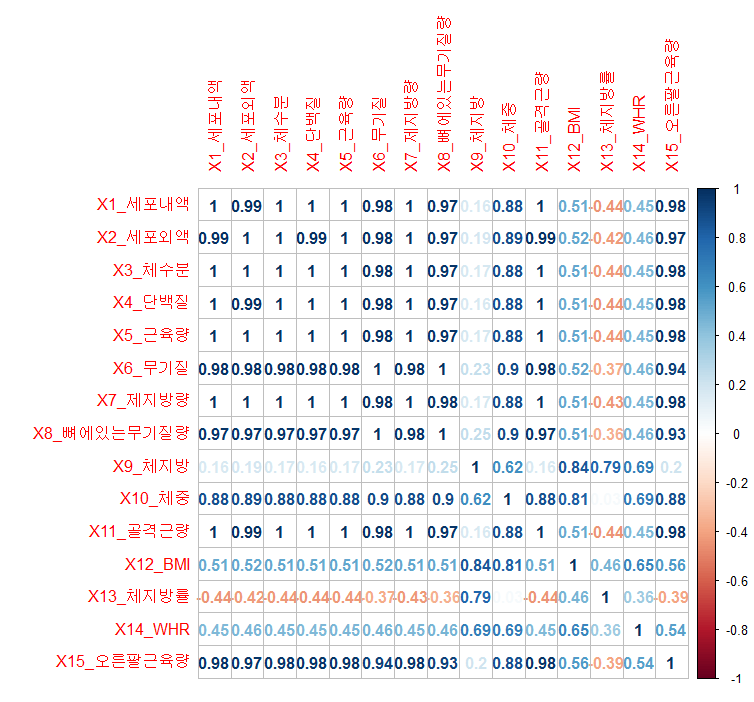 X1_세포내액 X2_세포외액 X3_체수분 X4_단백질 X5_근육량 X6_무기질 X7_제지방량 X8_뼈에있는무기질량 X9_체지방 X10_체중 X11_골격근량 X12_BMI X13_체지방률 X14_WHR X15_오른팔근육량
X1_세포내액 1 0.99 1 1 1 0.98 1 0.97 0.16 0.88 1 0.51 -0.44 0.45 0.98
X2_세포외액 0.99 1 1 0.99 1 0.98 1 0.97 0.19 0.89 0.99 0.52 -0.42 0.46 0.97
X3_체수분 1 1 1 1 1 0.98 1 0.97 0.17 0.88 1 0.51 -0.44 0.45 0.98
X4_단백질 1 0.99 1 1 1 0.98 1 0.97 0.16 0.88 1 0.51 -0.44 0.45 0.98
X5_근육량 1 1 1 1 1 0.98 1 0.97 0.17 0.88 1 0.51 -0.44 0.45 0.98
X6_무기질 0.98 0.98 0.98 0.98 0.98 1 0.98 1 0.23 0.9 0.98 0.52 -0.37 0.46 0.94
X7_제지방량 1 1 1 1 1 0.98 1 0.98 0.17 0.88 1 0.51 -0.43 0.45 0.98
X8_뼈에있는무기질량 0.97 0.97 0.97 0.97 0.97 1 0.98 1 0.25 0.9 0.97 0.51 -0.36 0.46 0.93
X9_체지방 0.16 0.19 0.17 0.16 0.17 0.23 0.17 0.25 1 0.62 0.16 0.84 0.79 0.69 0.2
X10_체중 0.88 0.89 0.88 0.88 0.88 0.9 0.88 0.9 0.62 1 0.88 0.81 0.69 0.88
X11_골격근량 1 0.99 1 1 1 0.98 1 0.97 0.16 0.88 1 0.51 -0.44 0.45 0.98
X12_BMI 0.51 0.52 0.51 0.51 0.51 0.52 0.51 0.51 0.84 0.81 0.51 1 0.46 0.65 0.56
X13_체지방률 -0.44 -0.42 -0.44 -0.44 -0.44 -0.37 -0.43 -0.36 0.79 -0.44 0.46 1 0.36 -0.39
X14_WHR 0.45 0.46 0.45 0.45 0.45 0.46 0.45 0.46 0.69 0.69 0.45 0.65 0.36 1 0.54
X15_오른팔근육량 0.98 0.97 0.98 0.98 0.98 0.94 0.98 0.93 0.2 0.88 0.98 0.56 -0.39 0.54 1
1
0.8
0.6
0.4
0.2
0
-0.2
-0.4
-0.6
-0.8
-1